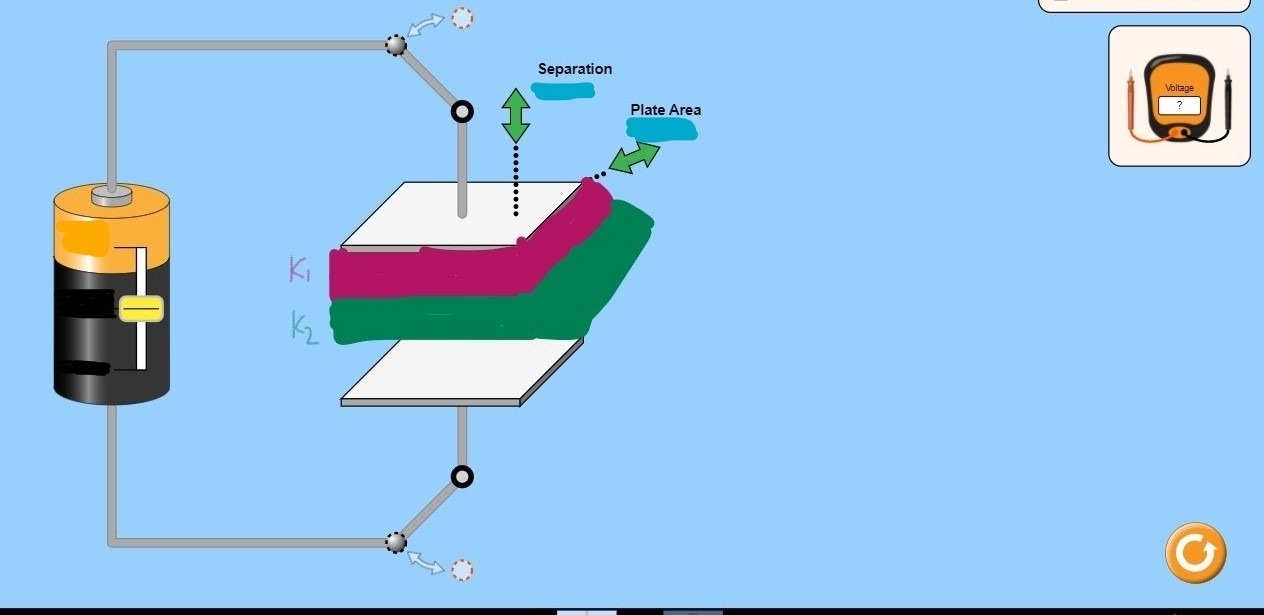 Separation
Plate Area
Voltage
?
K1
K2